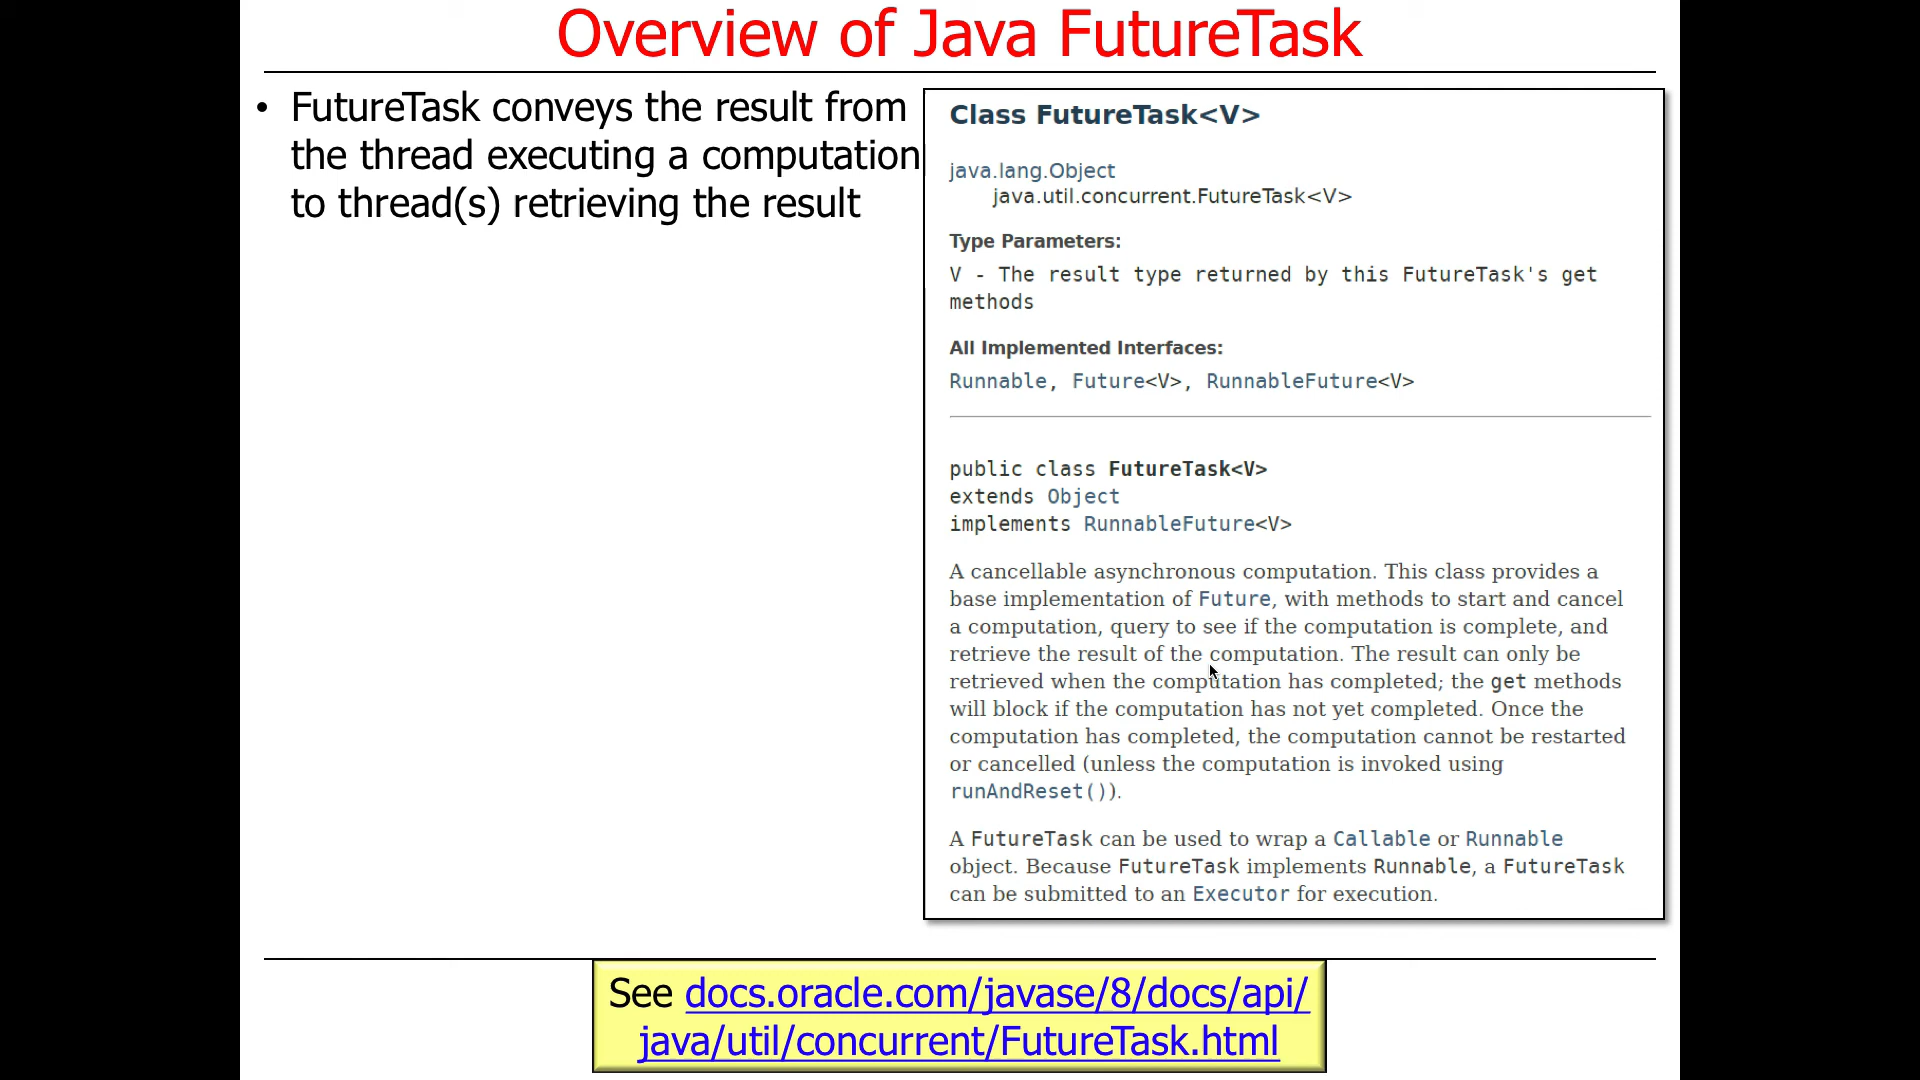 Overview of Java FutureTask
• FutureTask conveys the result from
the thread executing a computation
to thread(s) retrieving the result
Class FutureTask<V>
java.lang.Object
java.util.concurrent.FutureTask<V>
Type Parameters:
V - The result type returned by this FutureTask's get
methods
All Implemented Interfaces:
Runnable, Future<V>, RunnableFuture<V>
public class FutureTask<V>
extends Object
implements RunnableFuture<V>
A cancellable asynchronous computation. This class provides a
base implementation of Future, with methods to start and cancel
a computation, query to see if the computation is complete, and
retrieve the result of the computation. The result can only be
retrieved when the computation has completed; the get methods
will block if the computation has not yet completed. Once the
computation has completed, the computation cannot be restarted
or cancelled (unless the computation is invoked using
runAndReset()).
A FutureTask can be used to wrap a Callable or Runnable
object. Because FutureTask implements Runnable, a FutureTask
can be submitted to an Executor for execution.
See docs.oracle.com/javase/8/docs/api/
java/util/concurrent/FutureTask.html